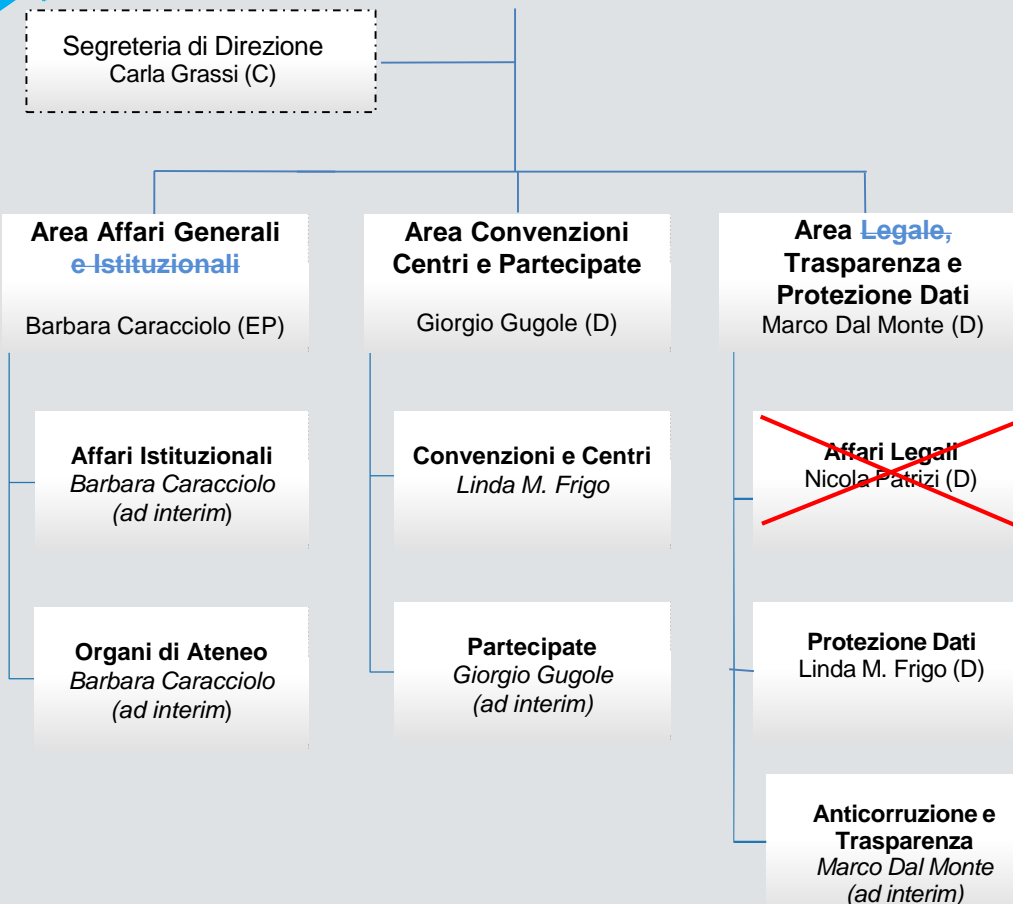 Segreteria di Direzione
Carla Grassi (C)
Area Affari Generali
e Istituzionali
Barbara Caracciolo (EP)
Area Convenzioni
Centri e Partecipate
Giorgio Gugole (D)
Area Legale,
Trasparenza e
Protezione Dati
Marco Dal Monte (D)
Affari Istituzionali
Barbara Caracciolo
(ad interim)
Organi di Ateneo
Barbara Caracciolo
(ad interim)
Convenzioni e Centri
Linda M. Frigo
Partecipate
Giorgio Gugole
(ad interim)
Affari Legali
Nicola Patrizi (D)
Protezione Dati
Linda M. Frigo (D)
Anticorruzione e
Trasparenza
Marco Dal Monte
(ad interim)